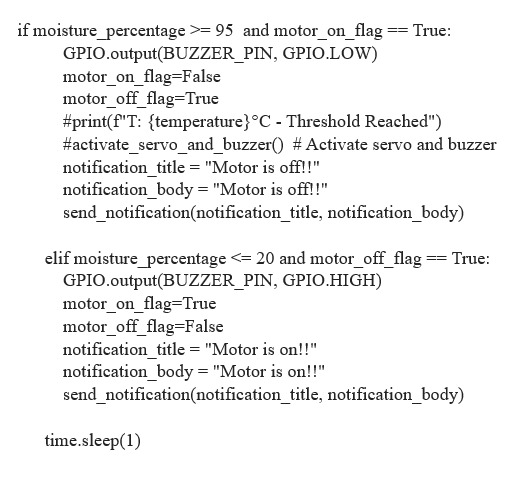 if moisture_percentage >= 95  and motor_on_flag == True:
GPIO.output(BUZZER_PIN, GPIO.LOW)
motor_on_flag=False
motor_off_flag=True
#print(f"T: {temperature}°C - Threshold Reached")
#activate_servo_and_buzzer()  # Activate servo and buzzer
notification_title = "Motor is off!!"
notification_body = "Motor is off!!"
send_notification(notification_title, notification_body)
elif moisture_percentage <= 20 and motor_off_flag == True:
GPIO.output(BUZZER_PIN, GPIO.HIGH)
motor_on_flag=True
motor_off_flag=False
notification_title = "Motor is on!!"
notification_body = "Motor is on!!"
send_notification(notification_title, notification_body)
time.sleep(1)